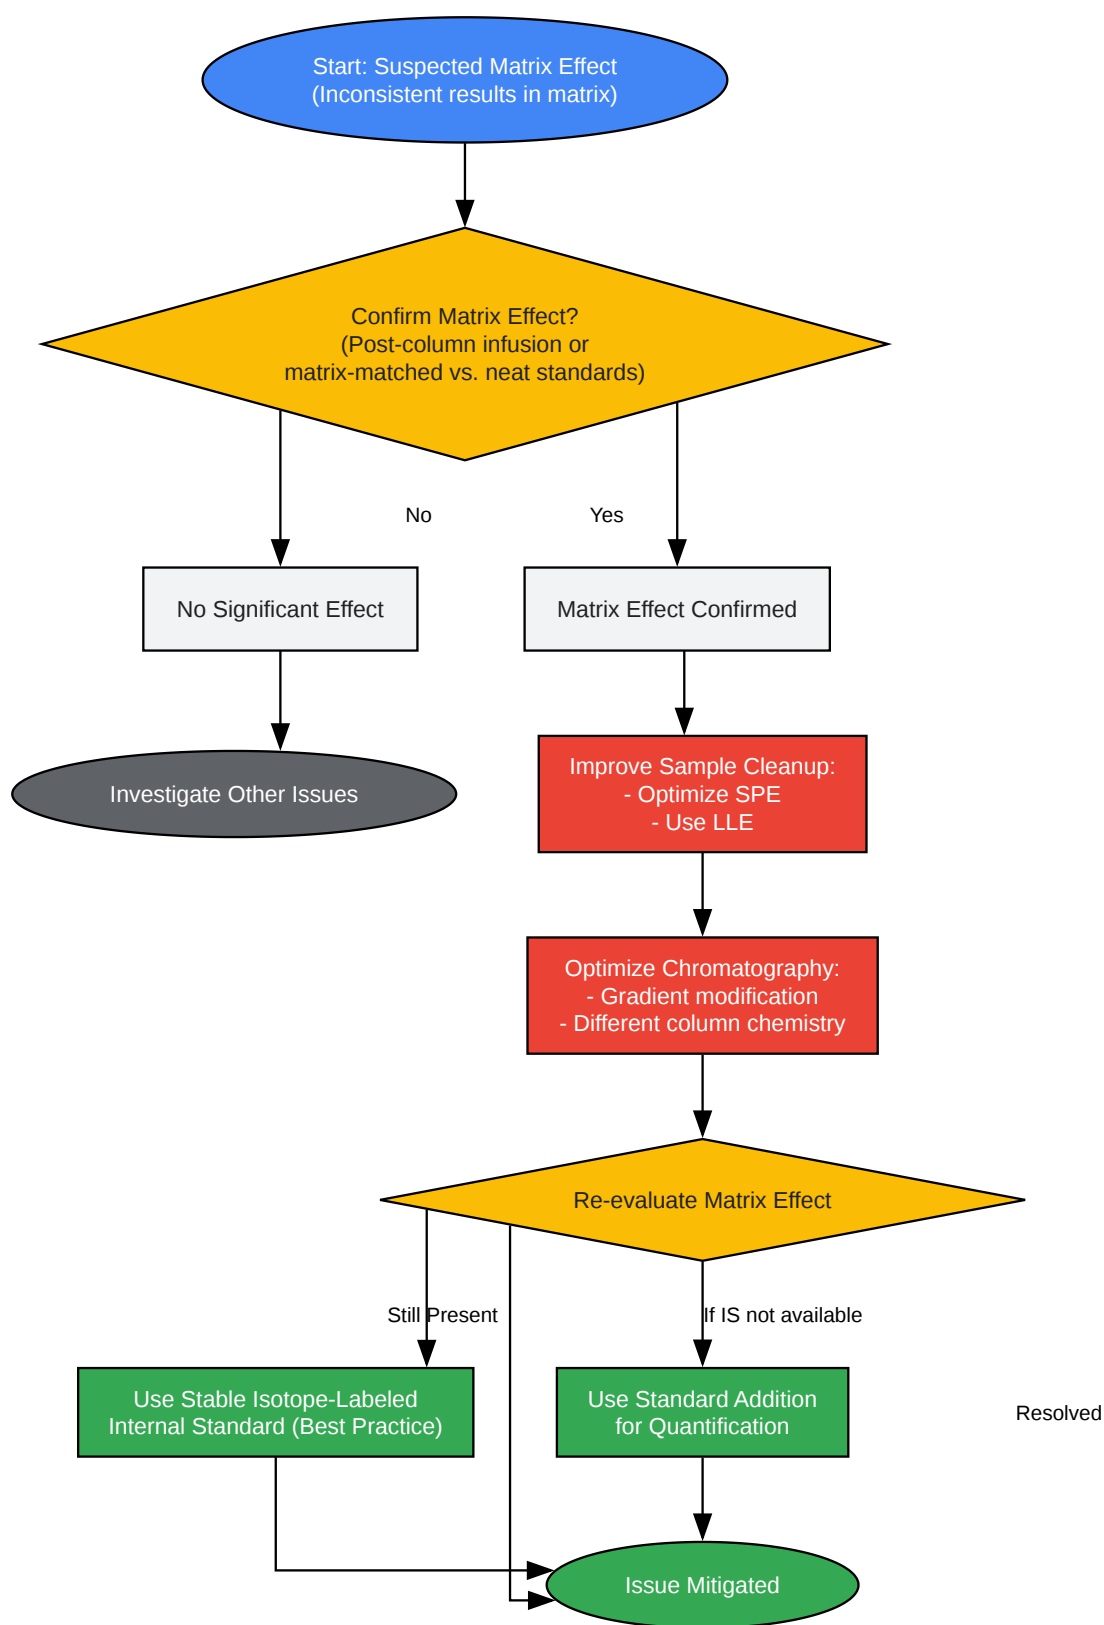 Start: Suspected Matrix Effect
(Inconsistent results in matrix)
Confirm Matrix Effect?
(Post-column infusion or
matrix-matched vs. neat standards)
No
Yes
No Significant Effect
Matrix Effect Confirmed
Investigate Other Issues
Improve Sample Cleanup:
- Optimize SPE
- Use LLE
Optimize Chromatography:
- Gradient modification
- Different column chemistry
Re-evaluate Matrix Effect
Still Present
If IS not available
Use Stable Isotope-Labeled
Internal Standard (Best Practice)
Use Standard Addition
for Quantification
Resolved
Issue Mitigated